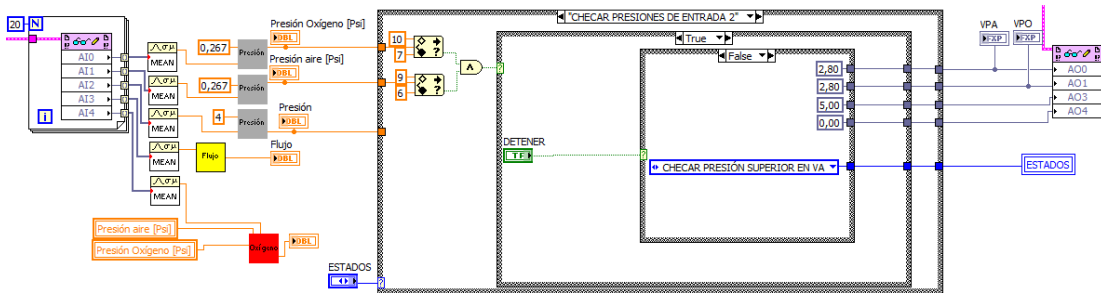 20 N
AI0
AI1
AI2
AI3
AI4
i
MEAN
MEAN
MEAN
MEAN
MEAN
0,267
Presión
Presión Oxígeno [Psi]
DBL
0,267
Presión
Presión aire [Psi]
DBL
4
Presión
Presión
DBL
Flujo
Flujo
DBL
Presión aire [Psi]
Presión Oxígeno [Psi]
Oxígeno
DBL
ESTADOS
"CHECAR PRESIONES DE ENTRADA 2"
10
7
9
6
True
DETENER
TF
False
2,80
2,80
5,00
0,00
CHECAR PRESIÓN SUPERIOR EN VA
VPA
FXP
VPO
FXP
AO0
AO1
AO3
AO4
ESTADOS